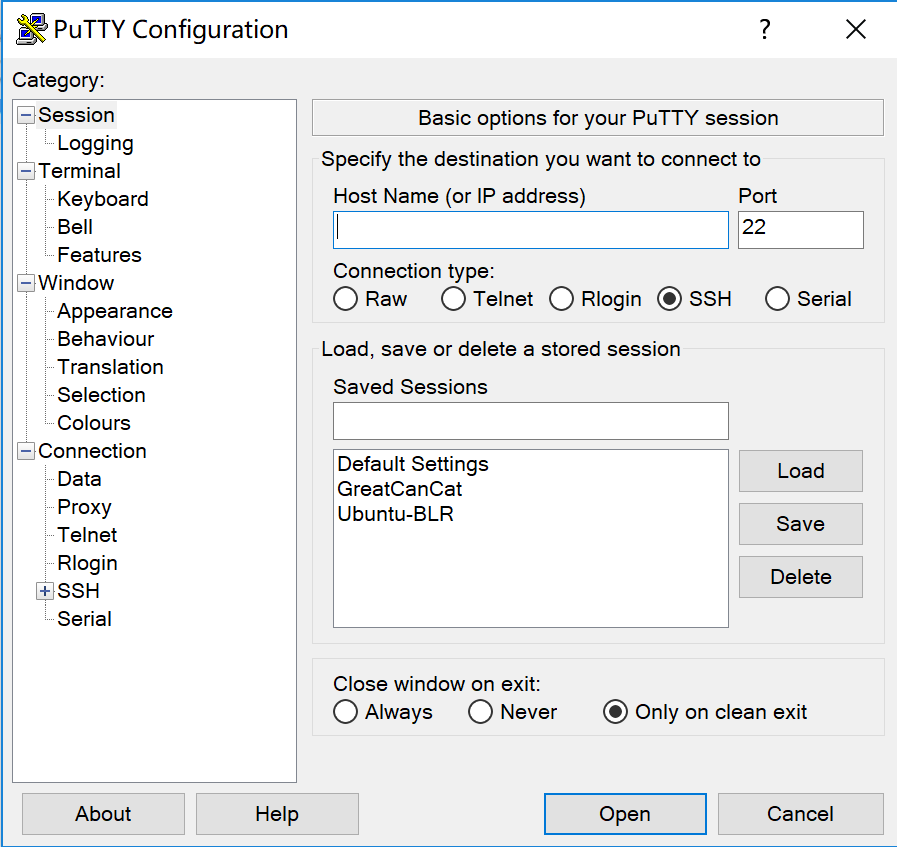 PuTTY Configuration
?
Category:
Session
Logging
Terminal
Keyboard
Bell
Features
Window
Appearance
Behaviour
Translation
Selection
Colours
Connection
Data
Proxy
Telnet
Rlogin
SSH
Serial
Basic options for your PuTTY session
Specify the destination you want to connect to
Host Name (or IP address) Port
22
Connection type:
Raw Telnet Rlogin SSH Serial
Load, save or delete a stored session
Saved Sessions
Default Settings
GreatCanCat
Ubuntu-BLR
Load
Save
Delete
Close window on exit:
Always Never Only on clean exit
About Help Open Cancel